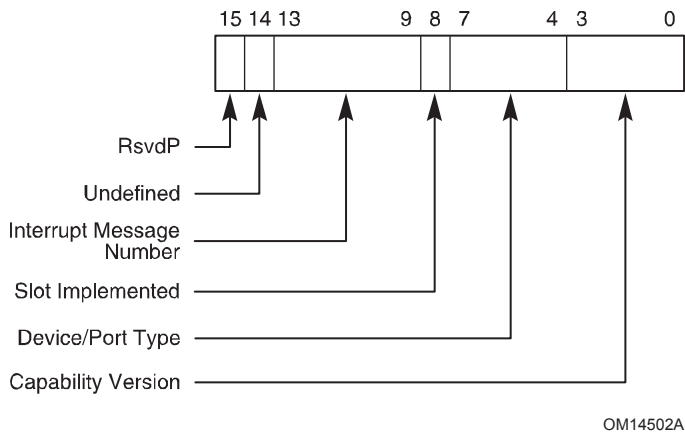 15 14 13 9 8 7 4 3 0
RsvdP
Undefined
Interrupt Message
Number
Slot Implemented
Device/Port Type
Capability Version
OM14502A